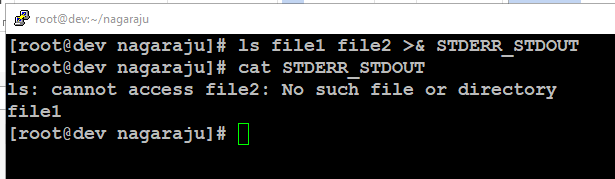 root@dev:~/nagaraju
[root@dev nagaraju]# ls file1 file2 >& STDERR_STDOUT
[root@dev nagaraju]# cat STDERR_STDOUT
ls: cannot access file2: No such file or directory
file1
[root@dev nagaraju]#